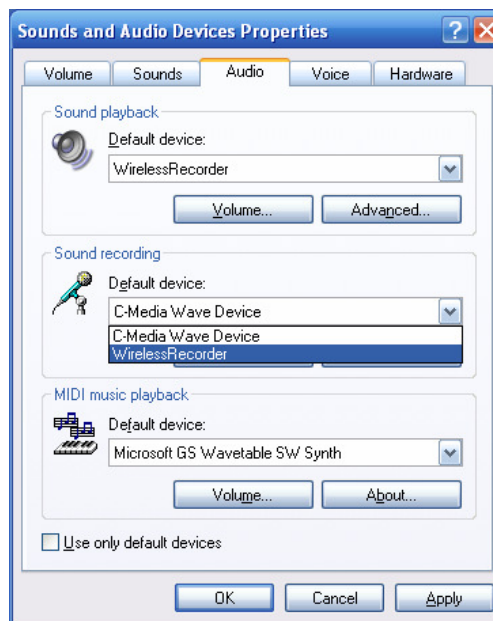 Sounds and Audio Devices Properties
Volume Sounds Audio Voice Hardware
Sound playback
Default device:
WirelessRecorder
Volume... Advanced...
Sound recording
Default device:
C-Media Wave Device
C-Media Wave Device
WirelessRecorder
MIDI music playback
Default device:
Microsoft GS Wavetable SW Synth
Volume... About...
Use only default devices
OK Cancel Apply